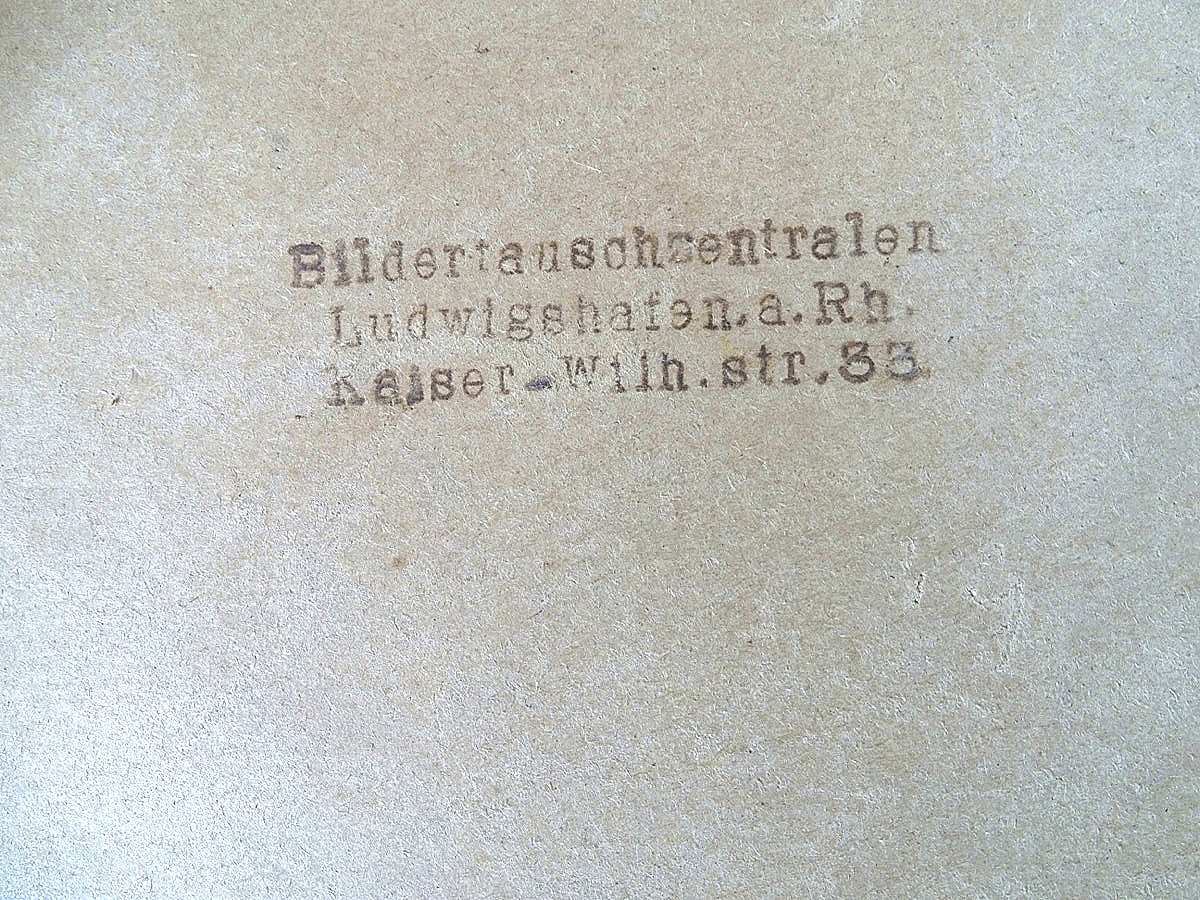 Bildertauschzentralen
Ludwigshafen.a.Rh.
Kaiser-Wilh.str.33